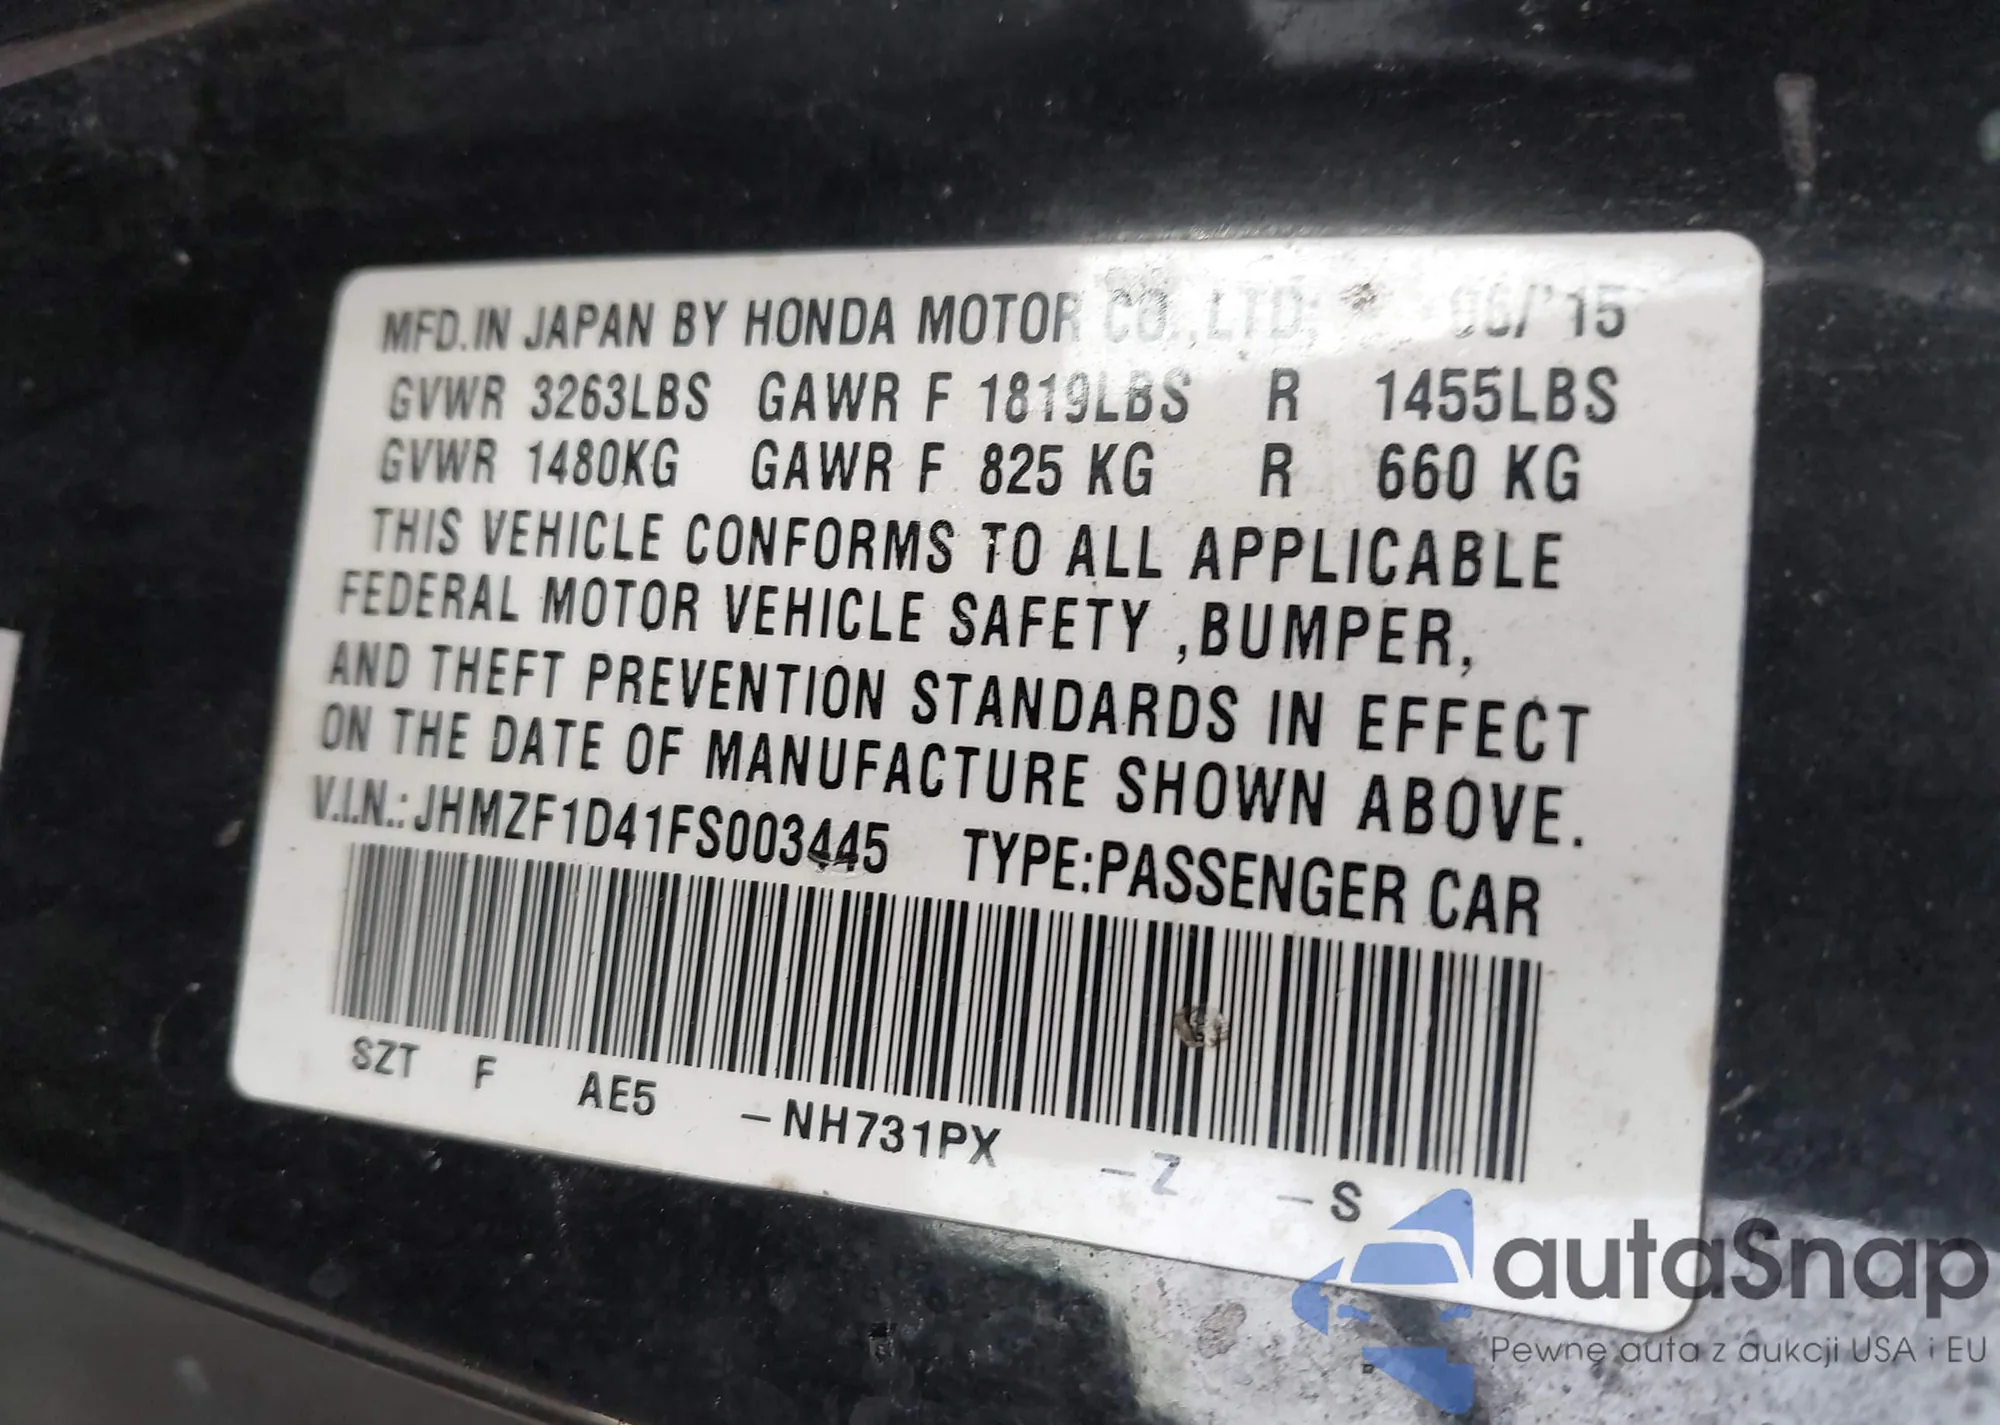 MFD.IN JAPAN BY HONDA MOTOR CO.,LTD. 06/'15
GVWR 3263LBS GAWR F 1819LBS R 1455LBS
GVWR 1480KG GAWR F 825 KG R 660 KG
THIS VEHICLE CONFORMS TO ALL APPLICABLE
FEDERAL MOTOR VEHICLE SAFETY ,BUMPER,
AND THEFT PREVENTION STANDARDS IN EFFECT
ON THE DATE OF MANUFACTURE SHOWN ABOVE.
V.I.N.: JHMZF1D41FS003445 TYPE:PASSENGER CAR
SZT F AE5 –NH731PX –Z –S
autaSnap
Pewne auta z aukcji USA i EU